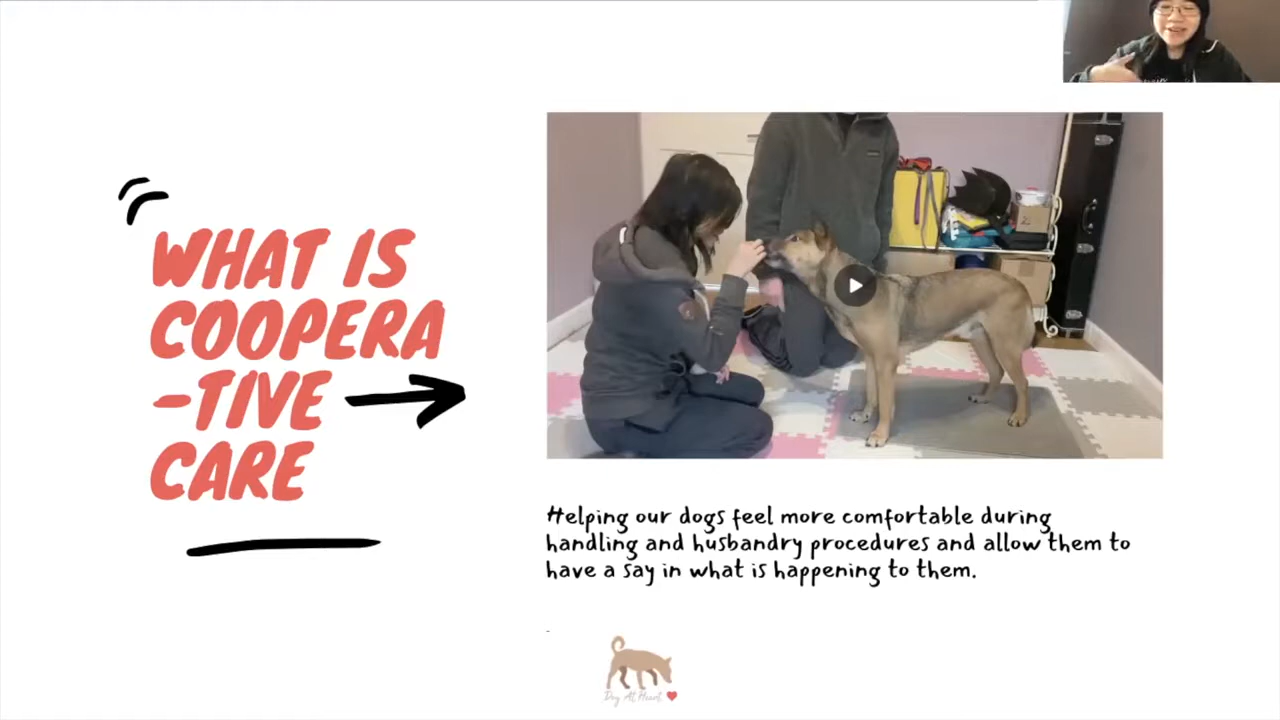 WHAT IS
COOPERA
-TIVE
CARE
Helping our dogs feel more comfortable during
handling and husbandry procedures and allow them to
have a say in what is happening to them.
-
Dog At Heart